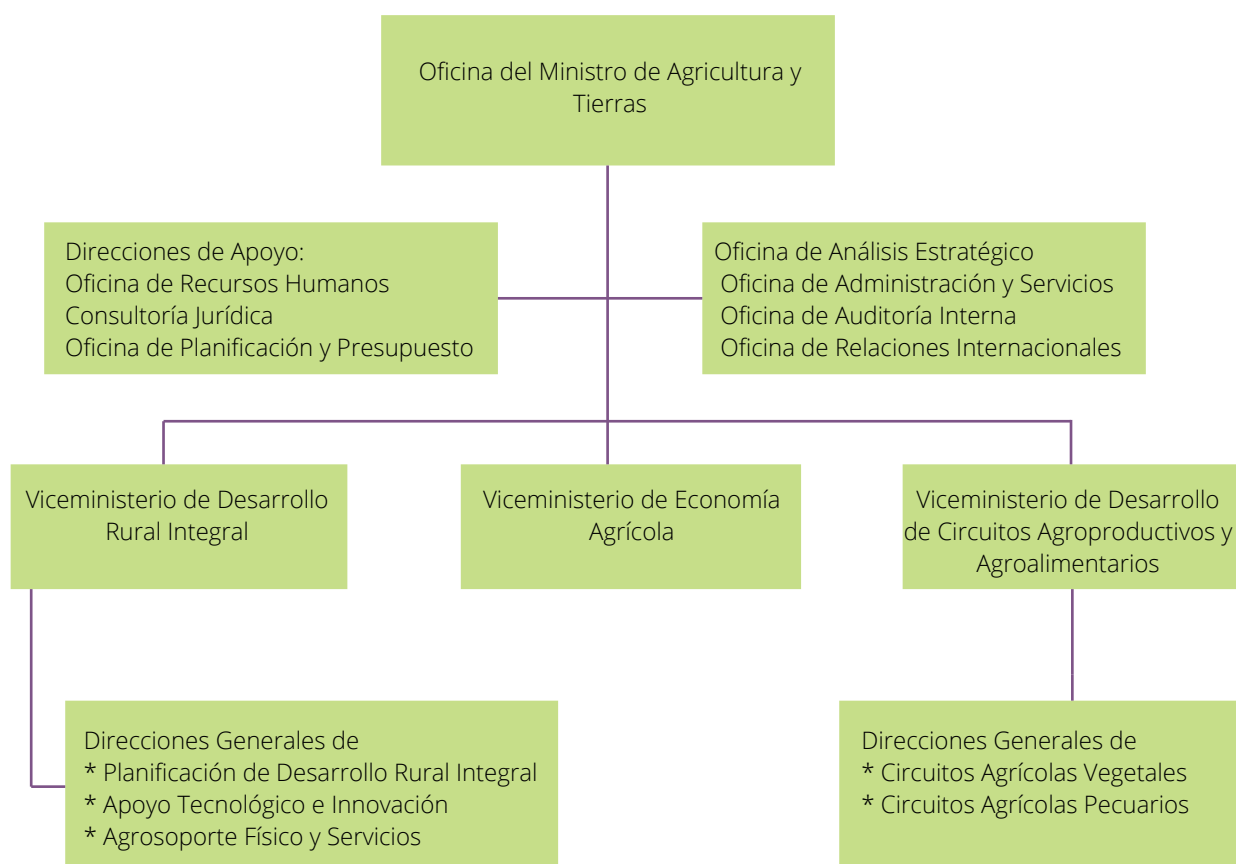 Oficina del Ministro de Agricultura y
Tierras
Direcciones de Apoyo:
Oficina de Recursos Humanos
Consultoría Jurídica
Oficina de Planificación y Presupuesto
Oficina de Análisis Estratégico
Oficina de Administración y Servicios
Oficina de Auditoría Interna
Oficina de Relaciones Internacionales
Viceministerio de Desarrollo
Rural Integral
Viceministerio de Economía
Agrícola
Viceministerio de Desarrollo
de Circuitos Agroproductivos y
Agroalimentarios
Direcciones Generales de
* Planificación de Desarrollo Rural Integral
* Apoyo Tecnológico e Innovación
* Agrosoporte Físico y Servicios
Direcciones Generales de
* Circuitos Agrícolas Vegetales
* Circuitos Agrícolas Pecuarios